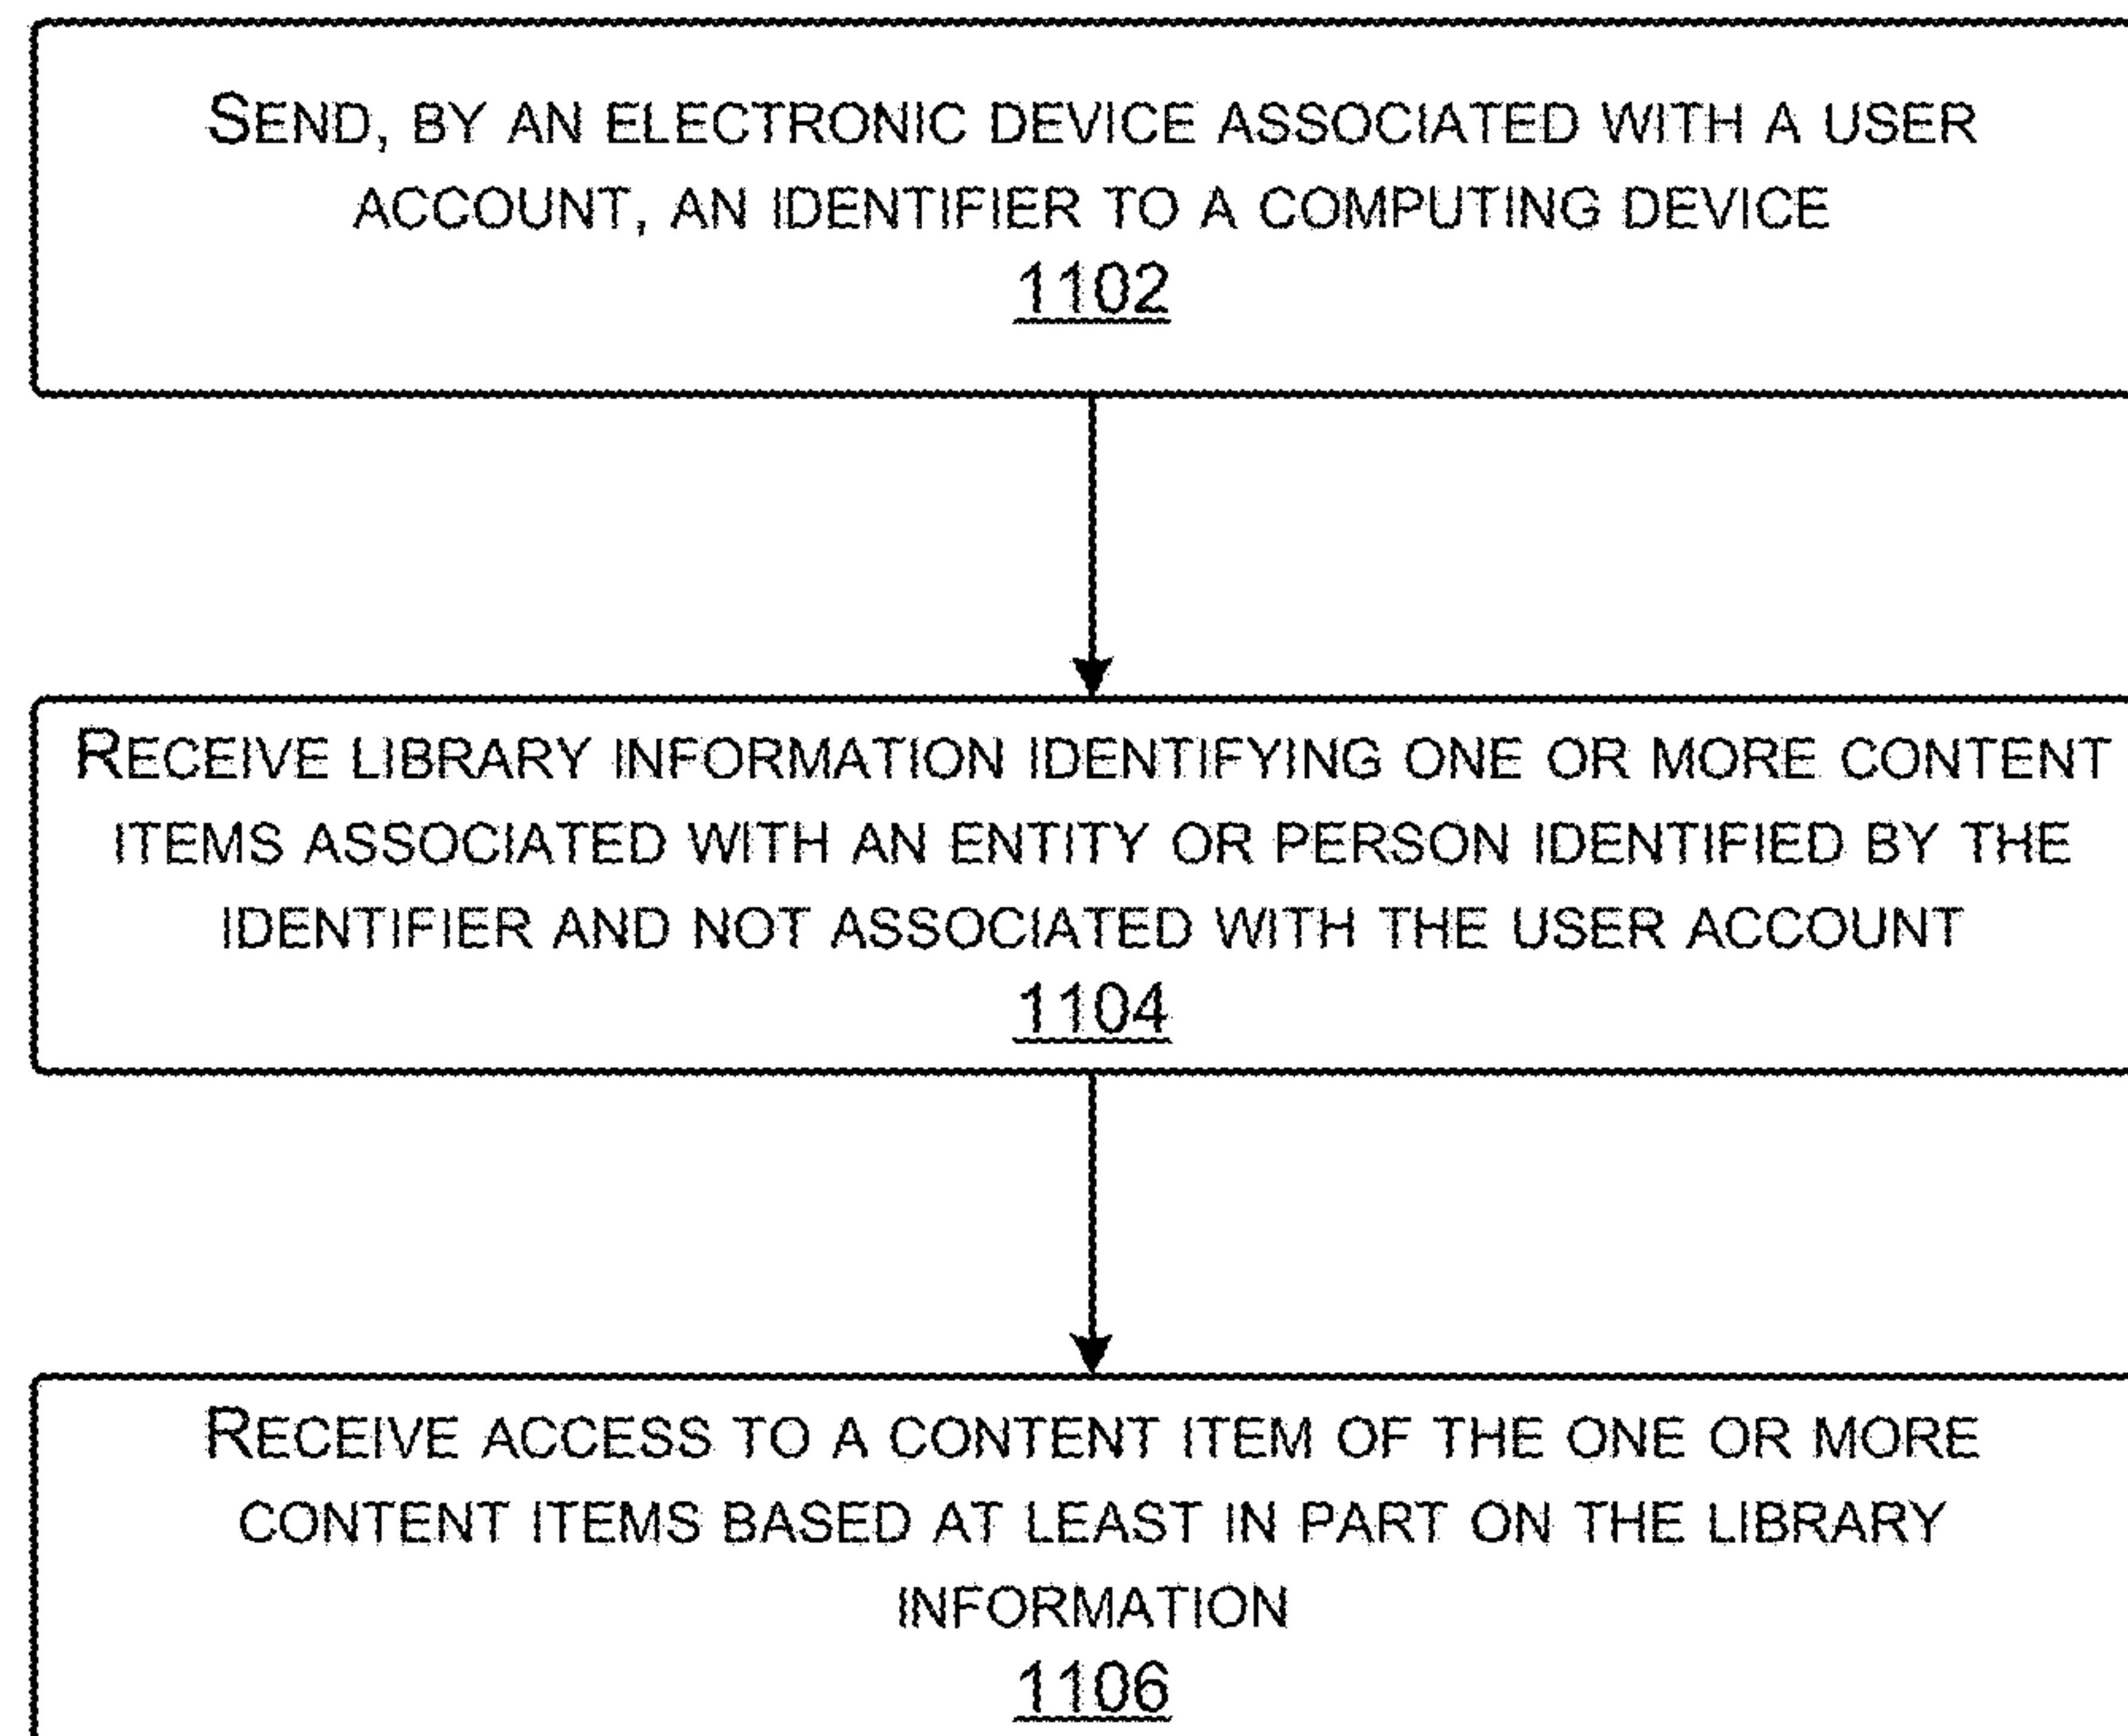 SEND, BY AN ELECTRONIC DEVICE ASSOCIATED WITH A USER
ACCOUNT, AN IDENTIFIER TO A COMPUTING DEVICE
1102
RECEIVE LIBRARY INFORMATION IDENTIFYING ONE OR MORE CONTENT
ITEMS ASSOCIATED WITH AN ENTITY OR PERSON IDENTIFIED BY THE
IDENTIFIER AND NOT ASSOCIATED WITH THE USER ACCOUNT
1104
RECEIVE ACCESS TO A CONTENT ITEM OF THE ONE OR MORE
CONTENT ITEMS BASED AT LEAST IN PART ON THE LIBRARY
INFORMATION
1106